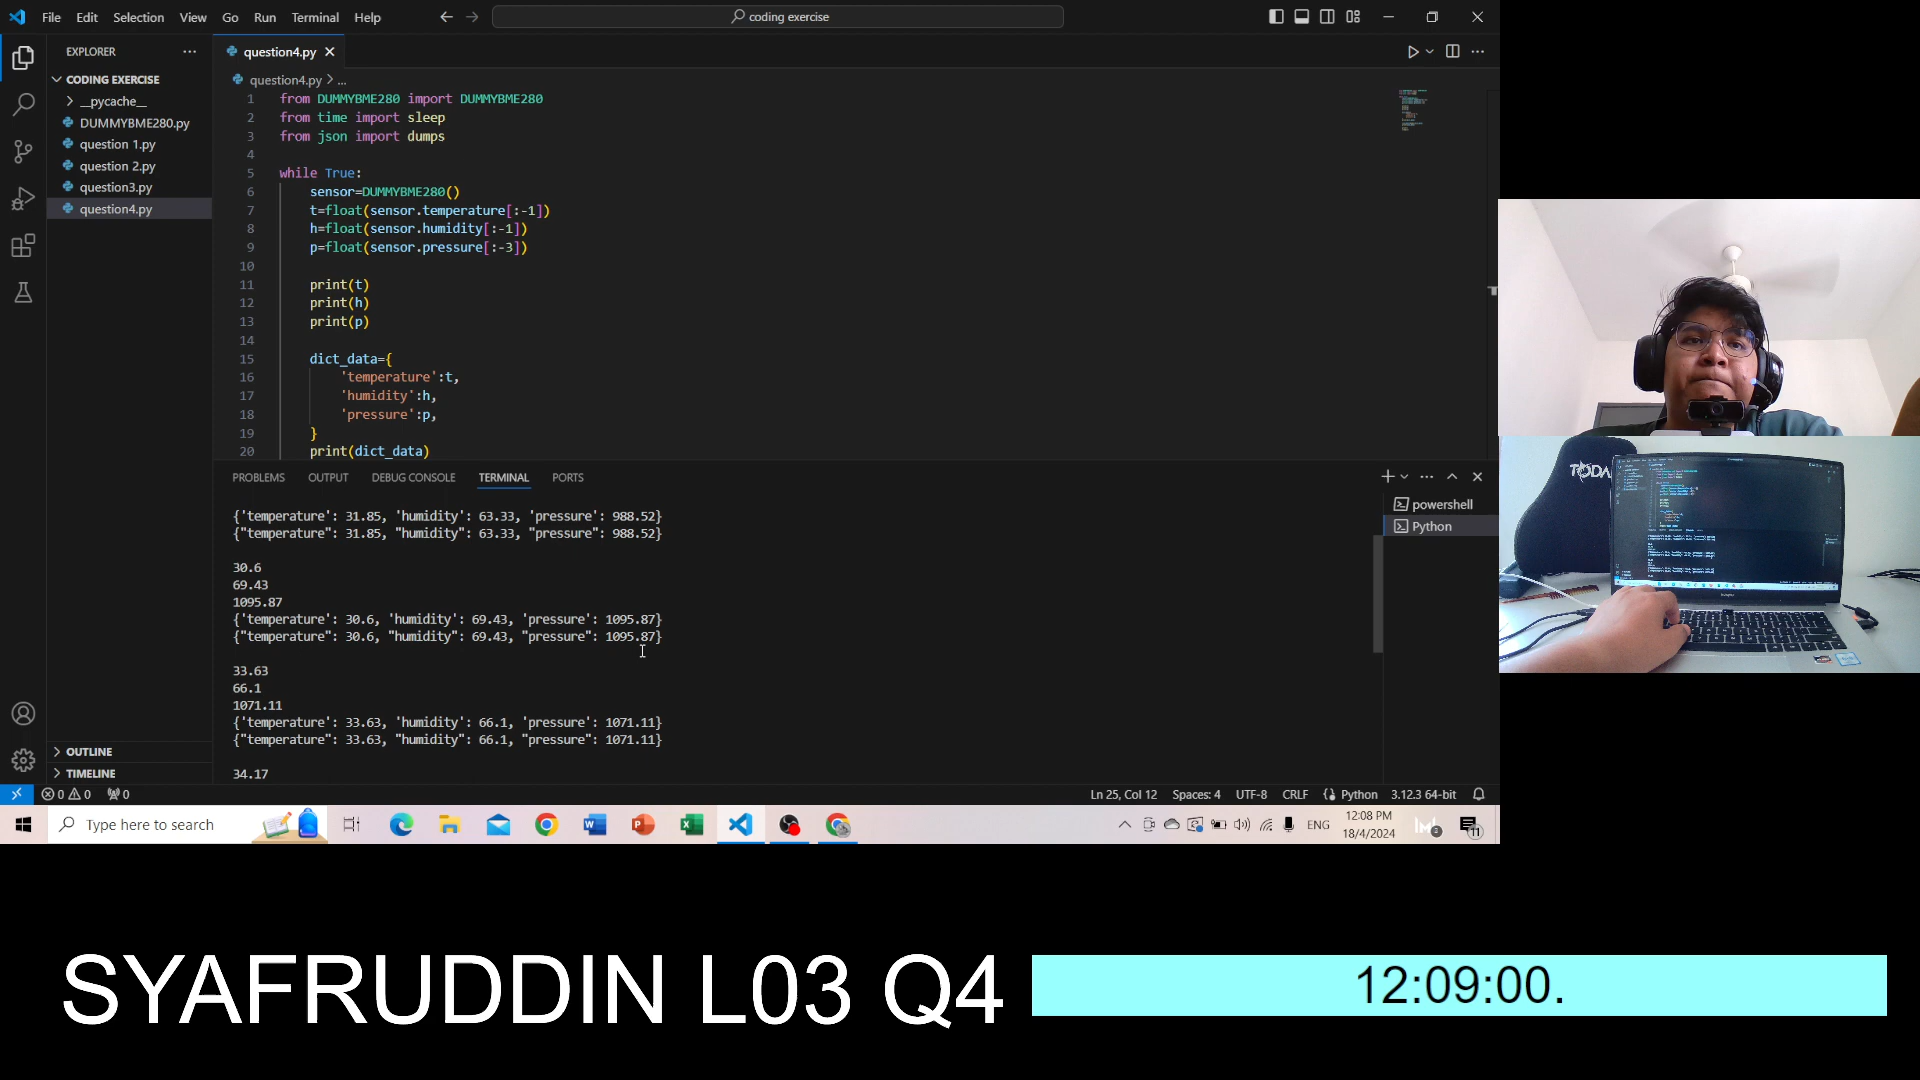 File Edit Selection View Go Run Terminal Help
coding exercise
EXPLORER
question4.py
CODING EXERCISE
question4.py > ...
__pycache__
DUMMYBME280.py
question 1.py
question 2.py
question3.py
question4.py
1 from DUMMYBME280 import DUMMYBME280
2 from time import sleep
3 from json import dumps
4
5 while True:
6 sensor=DUMMYBME280()
7 t=float(sensor.temperature[:-1])
8 h=float(sensor.humidity[:-1])
9 p=float(sensor.pressure[:-3])
10
11 print(t)
12 print(h)
13 print(p)
14
15 dict_data={
16 'temperature':t,
17 'humidity':h,
18 'pressure':p,
19 }
20 print(dict_data)
PROBLEMS OUTPUT DEBUG CONSOLE TERMINAL PORTS
powershell
Python
{'temperature': 31.85, 'humidity': 63.33, 'pressure': 988.52}
{"temperature": 31.85, "humidity": 63.33, "pressure": 988.52}
30.6
69.43
1095.87
{'temperature': 30.6, 'humidity': 69.43, 'pressure': 1095.87}
{"temperature": 30.6, "humidity": 69.43, "pressure": 1095.87}
33.63
66.1
1071.11
{'temperature': 33.63, 'humidity': 66.1, 'pressure': 1071.11}
{"temperature": 33.63, "humidity": 66.1, "pressure": 1071.11}
34.17
OUTLINE
TIMELINE
0 0 0
Ln 25, Col 12 Spaces: 4 UTF-8 CRLF Python 3.12.3 64-bit
Type here to search
ENG
12:08 PM
18/4/2024
11
SYAFRUDDIN L03 Q4
12:09:00.